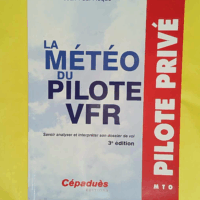 LA
MÉTÉO
DU
PILOTE
VFR
Savoir analyser et interpréter son dossier de vol
3e édition
Cépaduès
PILOTE PRIVÉ
MTO